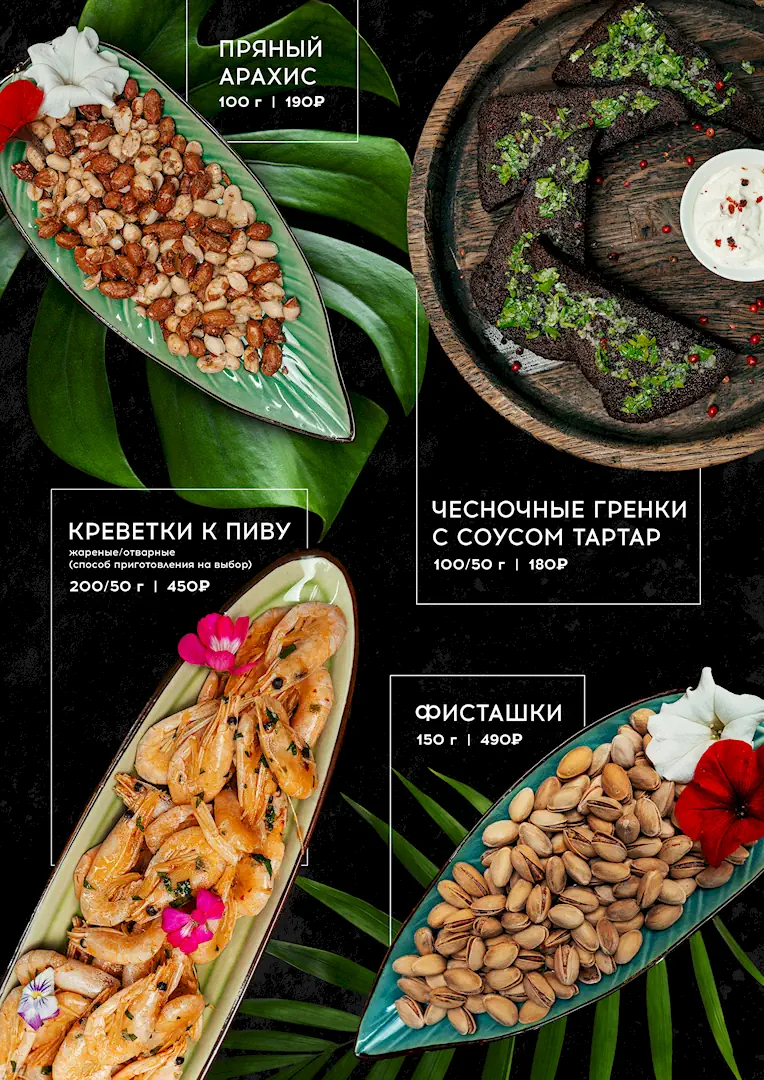 ПРЯНЫЙ
АРАХИС
100 г | 190₽
ЧЕСНОЧНЫЕ ГРЕНКИ
С СОУСОМ ТАРТАР
100/50 г | 180₽
КРЕВЕТКИ К ПИВУ
жареные/отварные
(способ приготовления на выбор)
200/50 г | 450₽
ФИСТАШКИ
150 г | 490₽